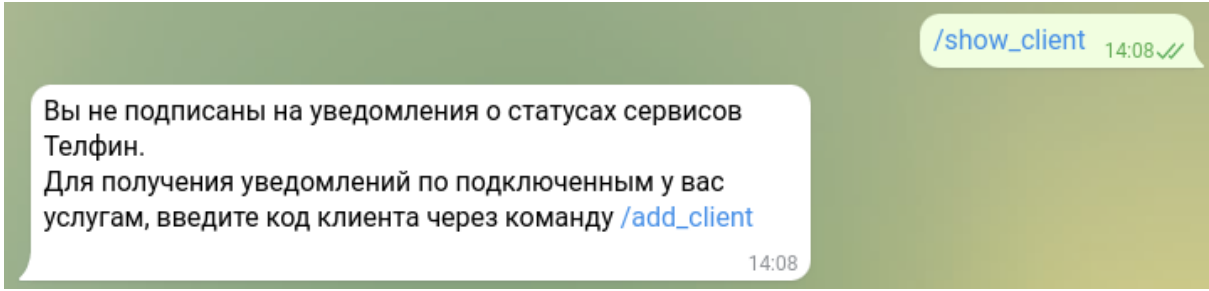 /show_client 14:08
Вы не подписаны на уведомления о статусах сервисов
Телфин.
Для получения уведомлений по подключенным у вас
услугам, введите код клиента через команду /add_client
14:08